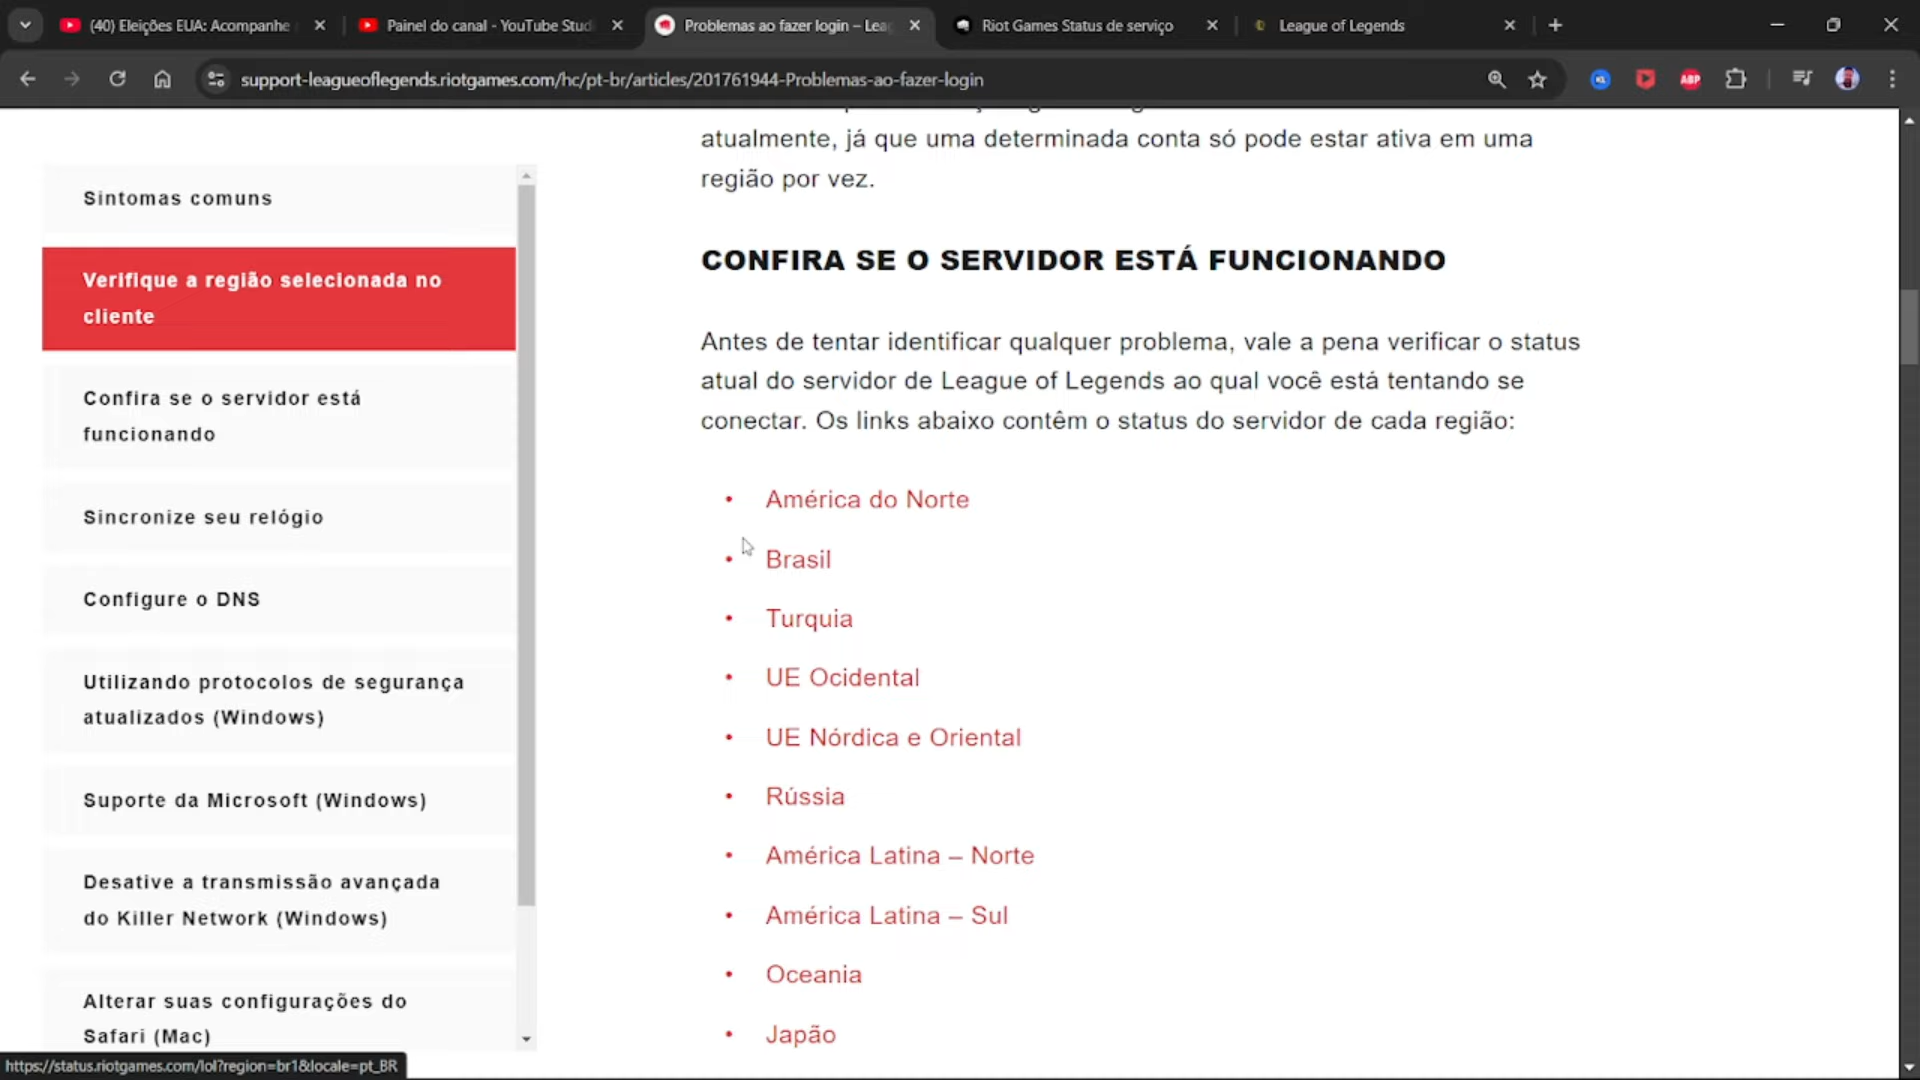 (40) Eleições EUA: Acompanhe
Painel do canal - YouTube Stud
Problemas ao fazer login – Lea
Riot Games Status de serviço
League of Legends
support-leagueoflegends.riotgames.com/hc/pt-br/articles/201761944-Problemas-ao-fazer-login
ABP
Sintomas comuns
Verifique a região selecionada no
cliente
Confira se o servidor está
funcionando
Sincronize seu relógio
Configure o DNS
Utilizando protocolos de segurança
atualizados (Windows)
Suporte da Microsoft (Windows)
Desative a transmissão avançada
do Killer Network (Windows)
Alterar suas configurações do
Safari (Mac)
atualmente, já que uma determinada conta só pode estar ativa em uma
região por vez.
CONFIRA SE O SERVIDOR ESTÁ FUNCIONANDO
Antes de tentar identificar qualquer problema, vale a pena verificar o status
atual do servidor de League of Legends ao qual você está tentando se
conectar. Os links abaixo contêm o status do servidor de cada região:
• América do Norte
• Brasil
• Turquia
• UE Ocidental
• UE Nórdica e Oriental
• Rússia
• América Latina – Norte
• América Latina – Sul
• Oceania
• Japão
https://status.riotgames.com/lol?region=br1&locale=pt_BR